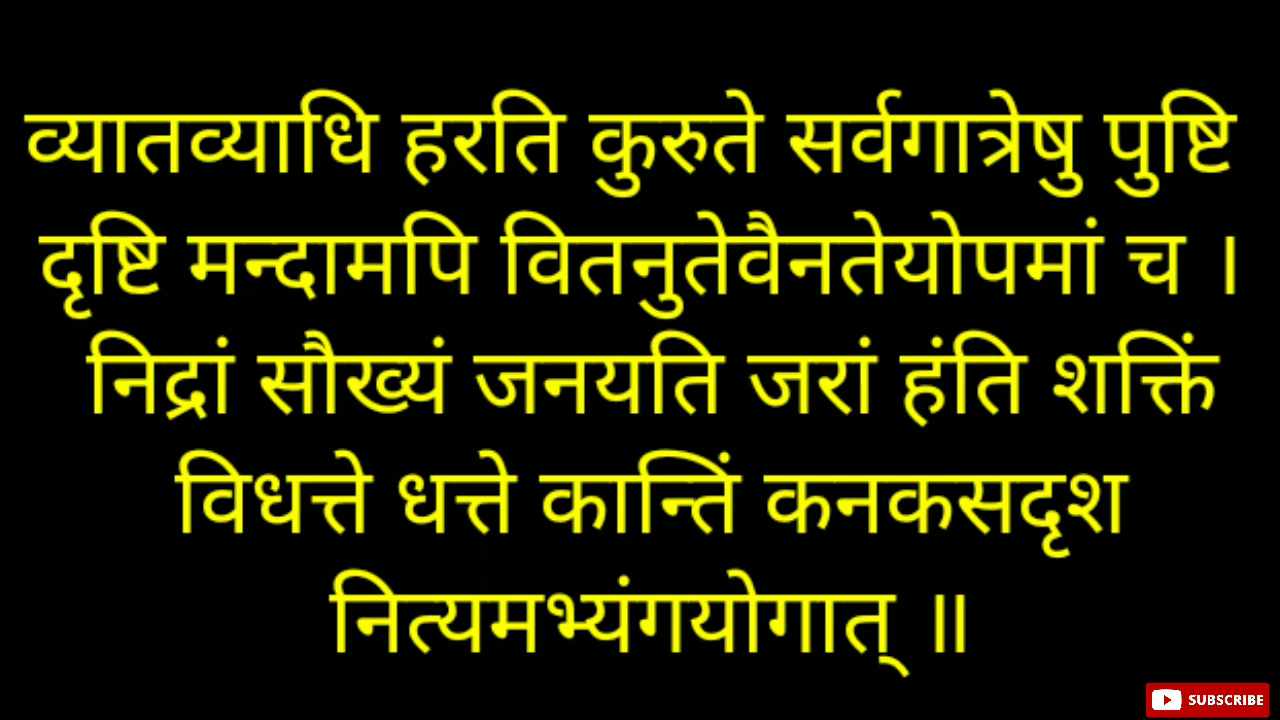 व्यातव्याधि हरति कुरुते सर्वगात्रेषु पुष्टि
दृष्टि मन्दामपि वितनुतेवैनतेयोपमां च ।
निद्रां सौख्यं जनयति जरां हंति शक्तिं
विधत्ते धत्ते कान्तिं कनकसदृश
नित्यमभ्यंगयोगात् ॥
SUBSCRIBE